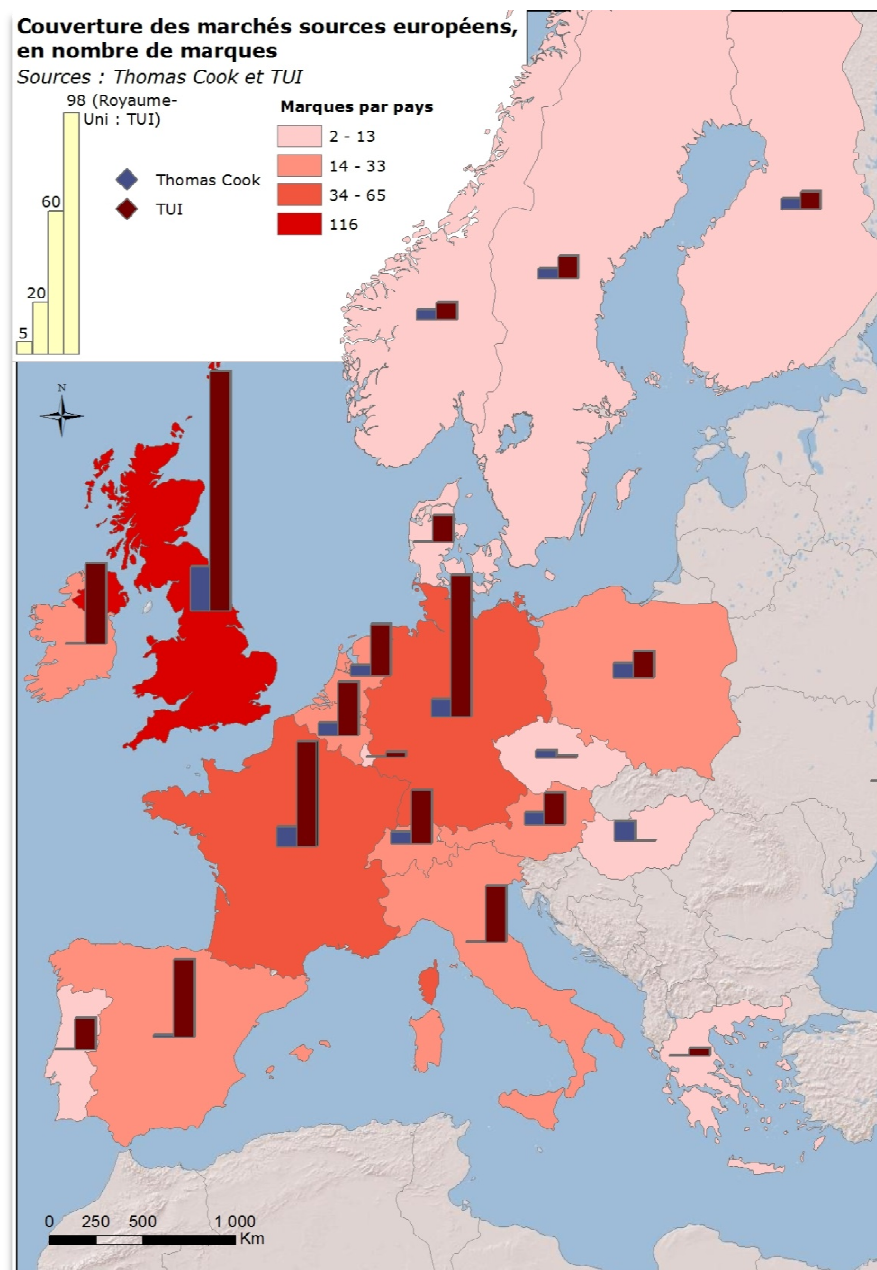 Couverture des marchés sources européens,
en nombre de marques
Sources : Thomas Cook et TUI
98 (Royaume-
Uni : TUI)
60
20
5
Thomas Cook
TUI
Marques par pays
2 - 13
14 - 33
34 - 65
116
N
0 250 500 1 000
Km